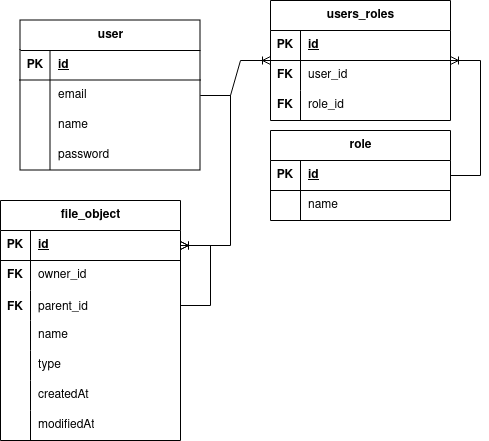 user
PK id
email
name
password
users_roles
PK id
FK user_id
FK role_id
role
PK id
name
file_object
PK id
FK owner_id
FK parent_id
name
type
createdAt
modifiedAt